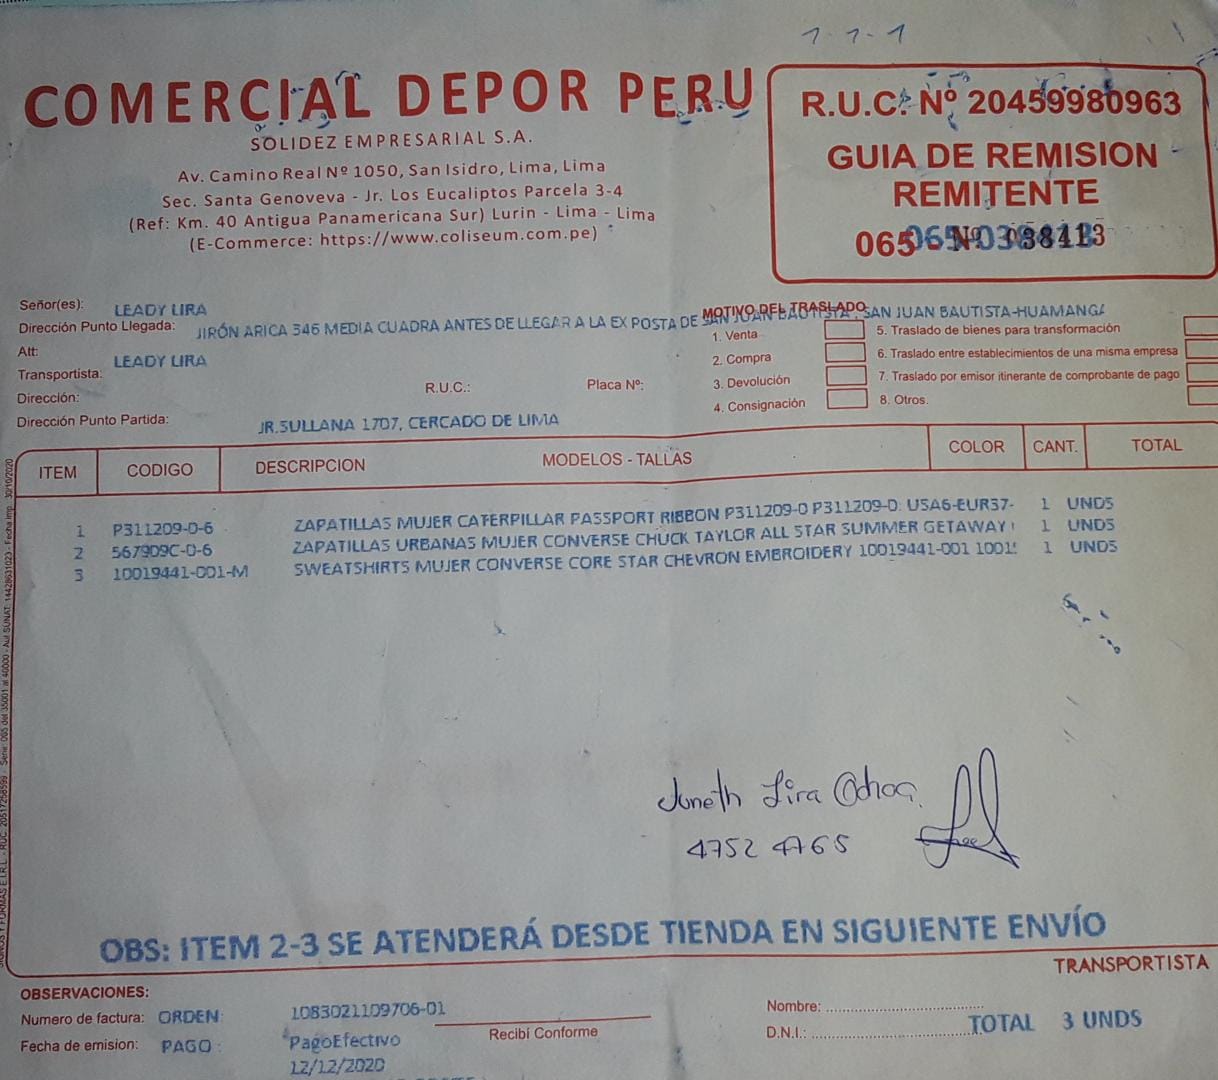 1-1-1
COMERCIAL DEPOR PERU
SOLIDEZ EMPRESARIAL S.A.
Av. Camino Real Nº 1050, San Isidro, Lima, Lima
Sec. Santa Genoveva - Jr. Los Eucaliptos Parcela 3-4
(Ref: Km. 40 Antigua Panamericana Sur) Lurin - Lima - Lima
(E-Commerce: https://www.coliseum.com.pe)
R.U.C. Nº 20459980963
GUIA DE REMISION
REMITENTE
065 - Nº 038413
Señor(es): LEADY LIRA
Dirección Punto Llegada: JIRÓN ARICA 346 MEDIA CUADRA ANTES DE LLEGAR A LA EX POSTA DE SAN JUAN BAUTISTA , SAN JUAN BAUTISTA-HUAMANGA
Att: LEADY LIRA
Transportista:
R.U.C.: Placa Nº:
Dirección:
Dirección Punto Partida: JR.SULLANA 1707, CERCADO DE LIMA
MOTIVO DEL TRASLADO
1. Venta
2. Compra
3. Devolución
4. Consignación
5. Traslado de bienes para transformación
6. Traslado entre establecimientos de una misma empresa
7. Traslado por emisor itinerante de comprobante de pago
8. Otros.
ITEM CODIGO DESCRIPCION MODELOS - TALLAS COLOR CANT. TOTAL
1 P311209-0-6 ZAPATILLAS MUJER CATERPILLAR PASSPORT RIBBON P311209-0 P311209-0: USA6-EUR37- 1 UNDS
2 567909C-0-6 ZAPATILLAS URBANAS MUJER CONVERSE CHUCK TAYLOR ALL STAR SUMMER GETAWAY 1 UNDS
3 10019441-001-M SWEATSHIRTS MUJER CONVERSE CORE STAR CHEVRON EMBROIDERY 10019441-001 1001 1 UNDS
Juneth Lira Ochoa
4752 4765
OBS: ITEM 2-3 SE ATENDERÁ DESDE TIENDA EN SIGUIENTE ENVÍO
TRANSPORTISTA
OBSERVACIONES:
Numero de factura: ORDEN: 1083021109706-01
Fecha de emision: PAGO : PagoEfectivo
12/12/2020
Recibi Conforme
Nombre:
D.N.I.: TOTAL 3 UNDS